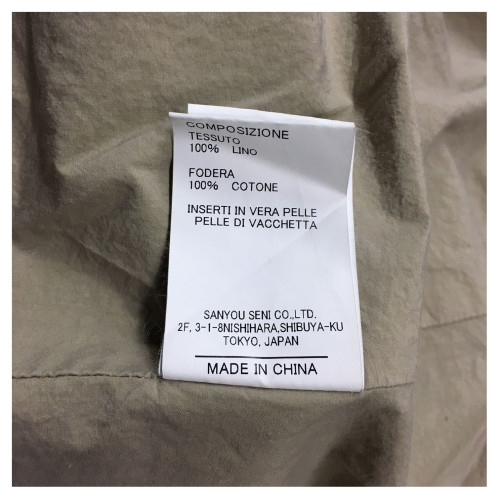 COMPOSIZIONE
TESSUTO
100% LINO
FODERA
100% COTONE
INSERTI IN VERA PELLE
PELLE DI VACCHETTA
SANYOU SENI CO.,LTD.
2F, 3-1-8NISHIHARA,SHIBUYA-KU
TOKYO, JAPAN
MADE IN CHINA